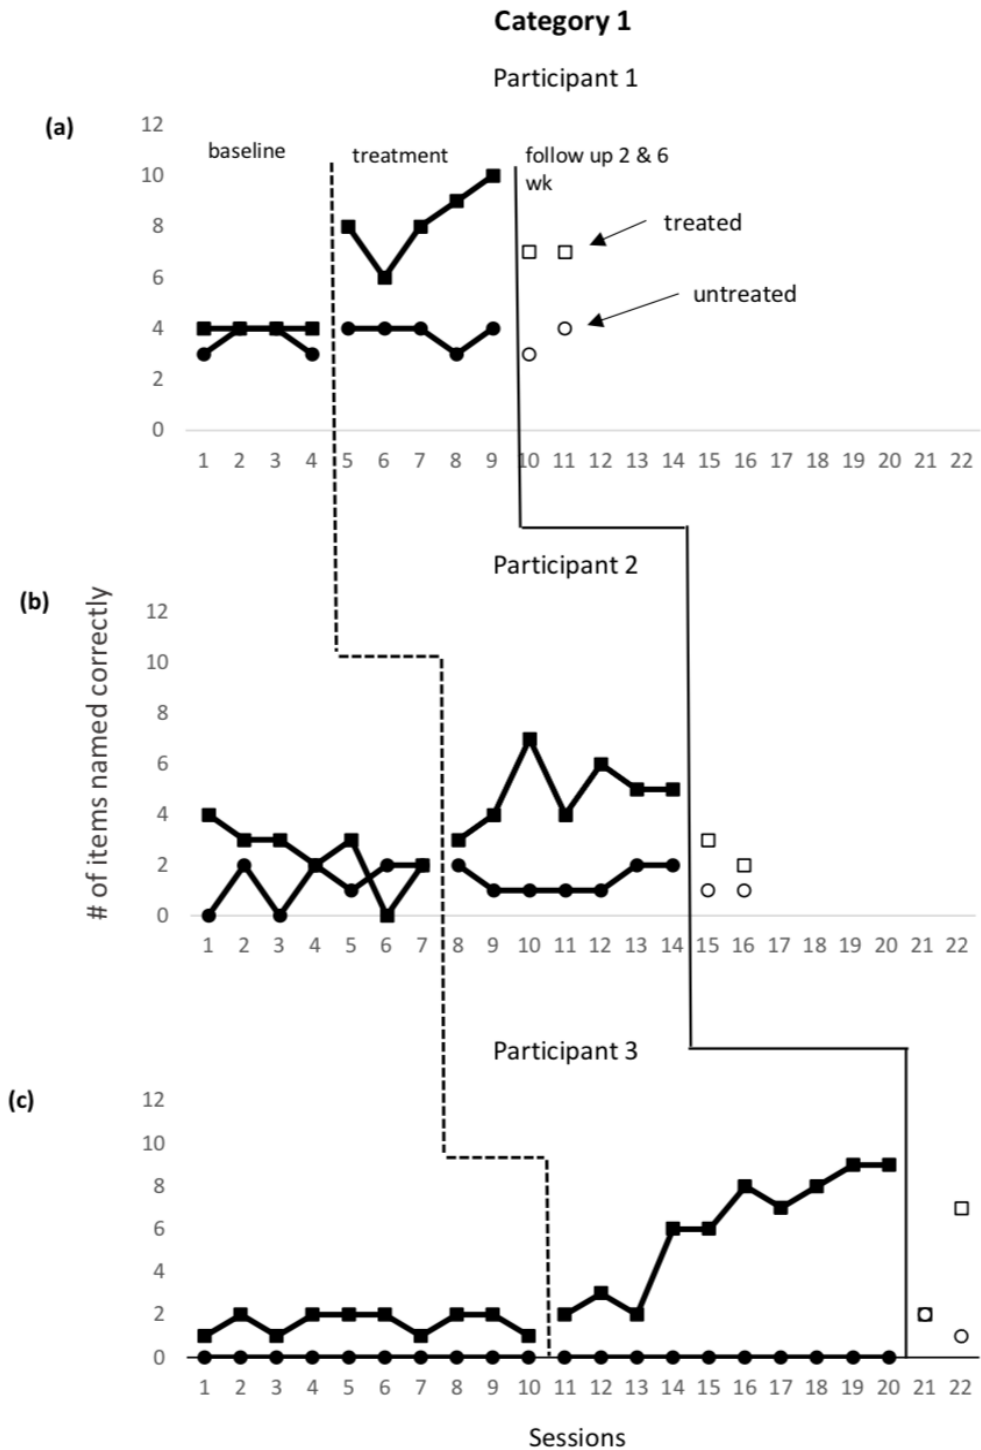 Category 1
Participant 1
(a)
12
baseline
treatment
follow up 2 & 6
wk
10
8
treated
6
untreated
4
2
0
1 2 3 4 5 6 7 8 9 10 11 12 13 14 15 16 17 18 19 20 21 22
Participant 2
(b)
# of items named correctly
12
10
8
6
4
2
0
1 2 3 4 5 6 7 8 9 10 11 12 13 14 15 16 17 18 19 20 22
Participant 3
(c)
12
10
8
6
4
2
0
1 2 3 4 5 6 7 8 9 10 11 12 13 14 15 16 17 18 19 20 21 22
Sessions